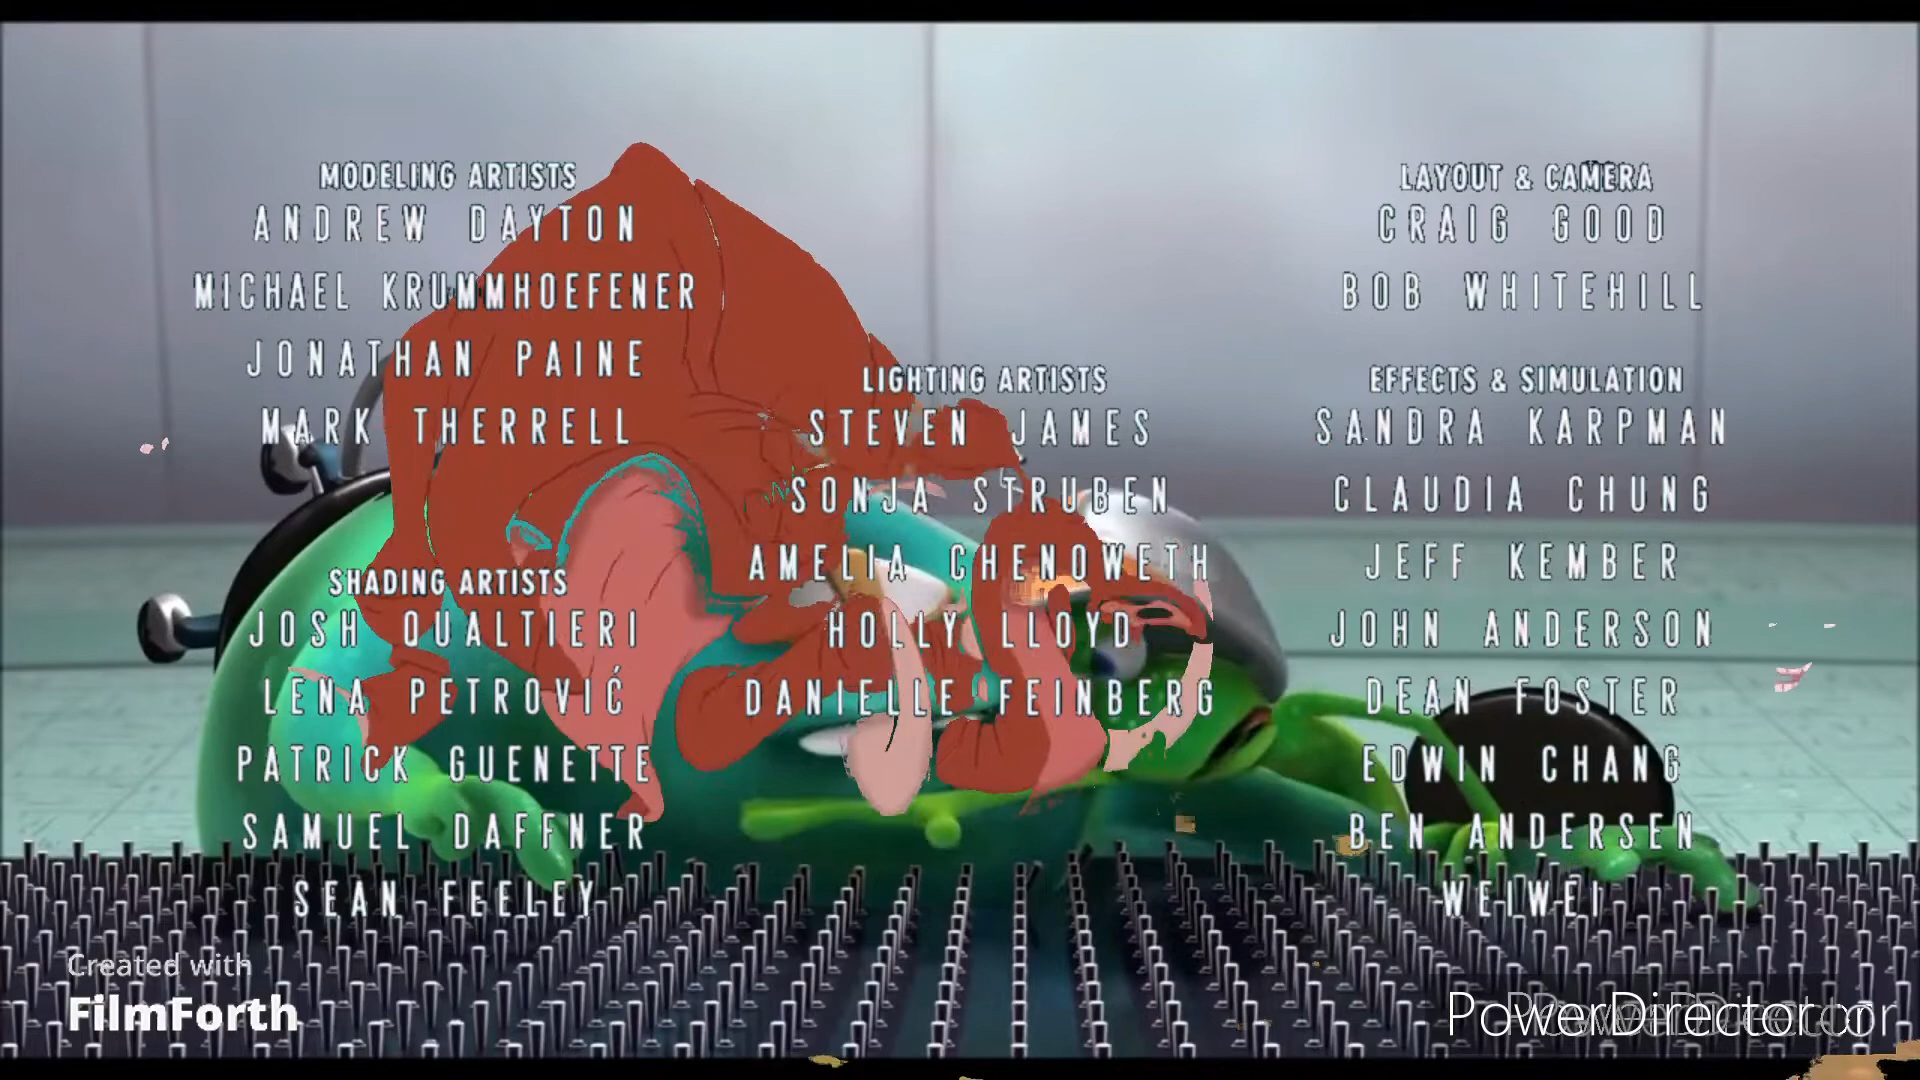 MODELING ARTISTS
ANDREW DAYTON
MICHAEL KRUMMHOEFENER
JONATHAN PAINE
MARK THERRELL
SHADING ARTISTS
JOSH QUALTIERI
LENA PETROVIĆ
PATRICK GUENETTE
SAMUEL DAFFNER
SEAN FEELEY
LIGHTING ARTISTS
STEVEN JAMES
SONJA STRUBEN
AMELIA CHENOWETH
HOLLY LLOYD
DANIELLE FEINBERG
LAYOUT & CAMERA
CRAIG GOOD
BOB WHITEHILL
EFFECTS & SIMULATION
SANDRA KARPMAN
CLAUDIA CHUNG
JEFF KEMBER
JOHN ANDERSON
DEAN FOSTER
EDWIN CHANG
BEN ANDERSEN
WEIWEI
Created with
FilmForth
PowerDirector